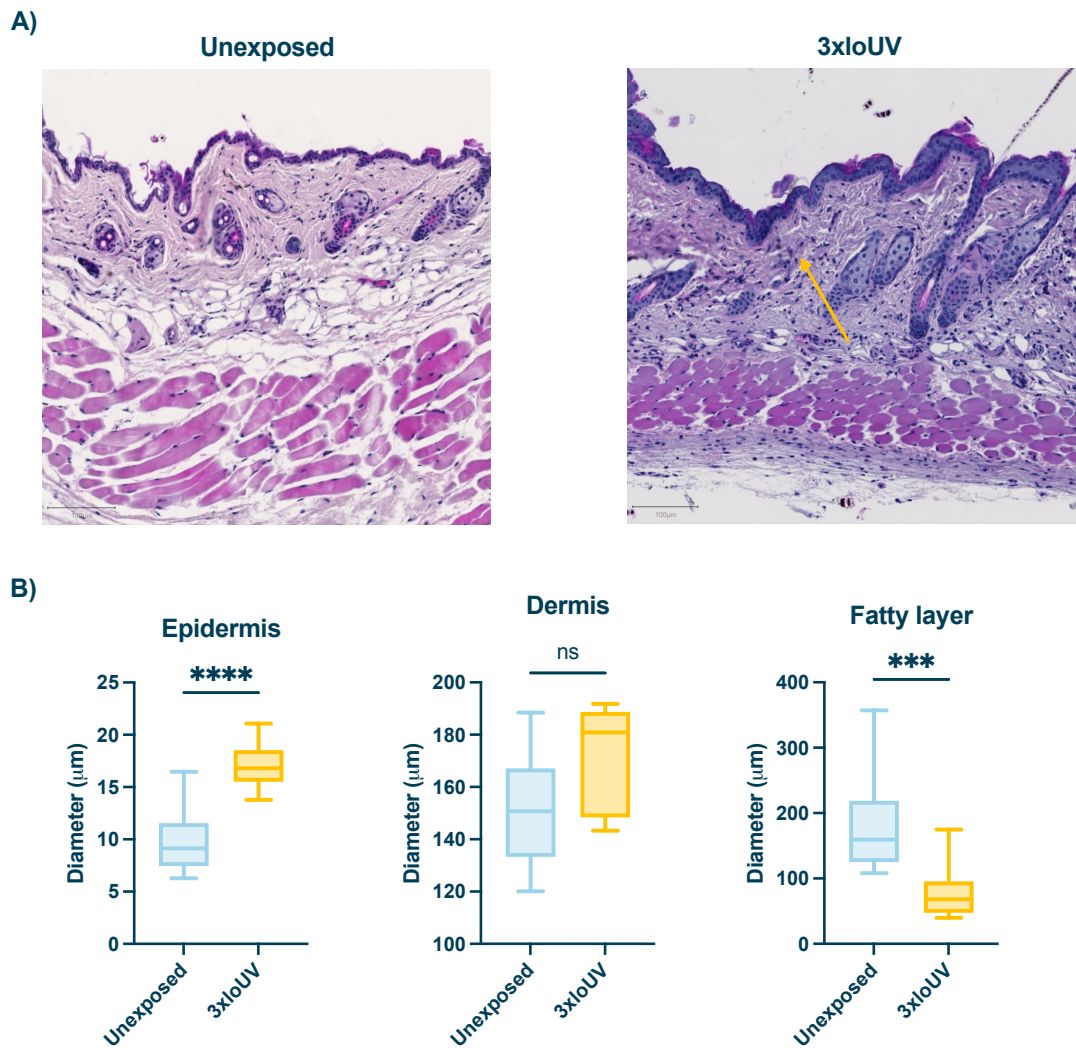 A)
Unexposed
3xloUV
100μm
100μm
B)
Epidermis
Dermis
Fatty layer
****
ns
***
Diameter (μm)
25
20
15
10
5
0
Unexposed
3xloUV
Diameter (μm)
200
180
160
140
120
100
Unexposed
3xloUV
Diameter (μm)
400
300
200
100
0
Unexposed
3xloUV